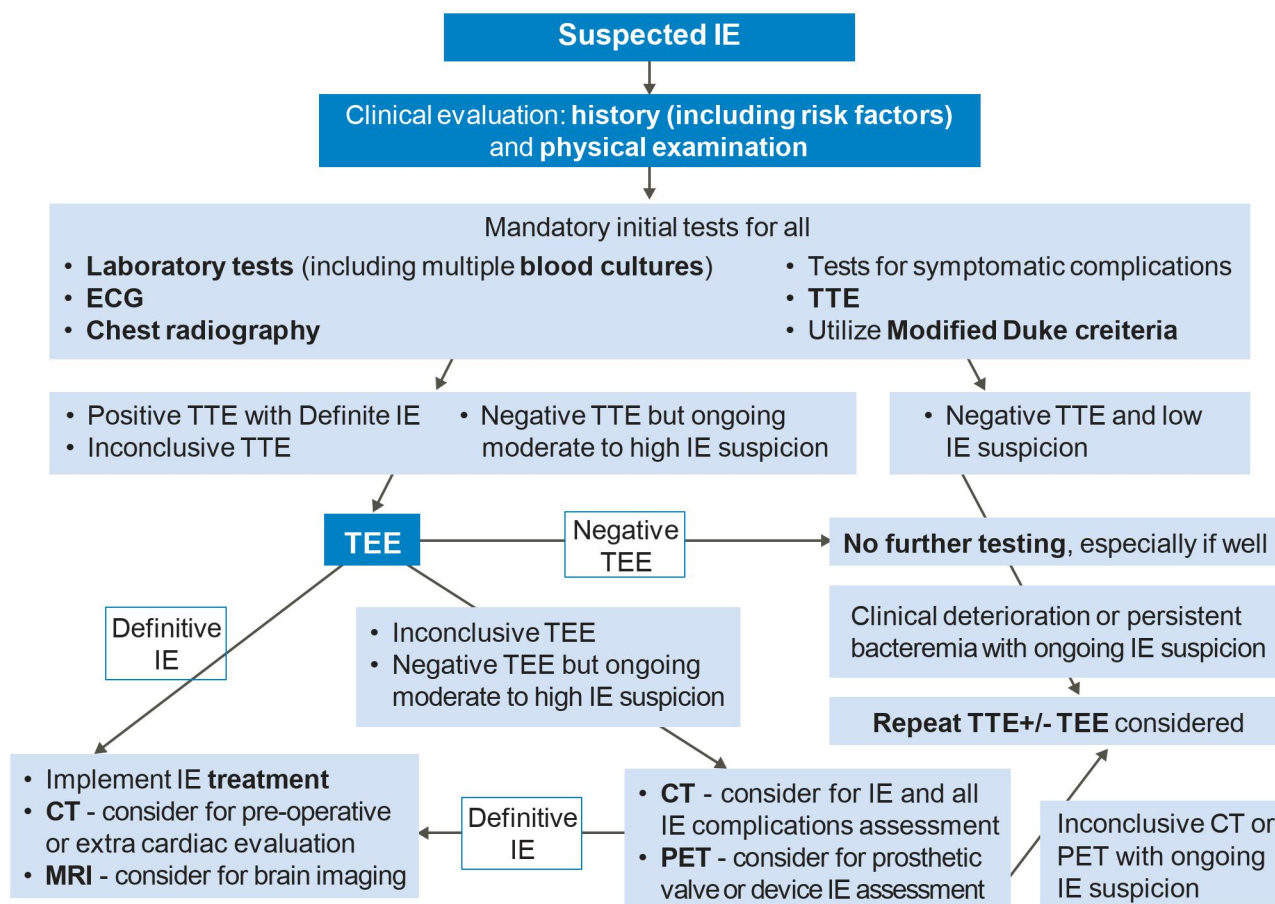 Suspected IE
Clinical evaluation: history (including risk factors)
and physical examination
Mandatory initial tests for all
• Laboratory tests (including multiple blood cultures)
• ECG
• Chest radiography
• Tests for symptomatic complications
• TTE
• Utilize Modified Duke creiteria
• Positive TTE with Definite IE
• Inconclusive TTE
• Negative TTE but ongoing
moderate to high IE suspicion
• Negative TTE and low
IE suspicion
TEE
Negative
TEE
No further testing, especially if well
Definitive
IE
• Inconclusive TEE
• Negative TEE but ongoing
moderate to high IE suspicion
Clinical deterioration or persistent
bacteremia with ongoing IE suspicion
Repeat TTE+/- TEE considered
• Implement IE treatment
• CT - consider for pre-operative
or extra cardiac evaluation
• MRI - consider for brain imaging
Definitive
IE
• CT - consider for IE and all
IE complications assessment
• PET - consider for prosthetic
valve or device IE assessment
Inconclusive CT or
PET with ongoing
IE suspicion